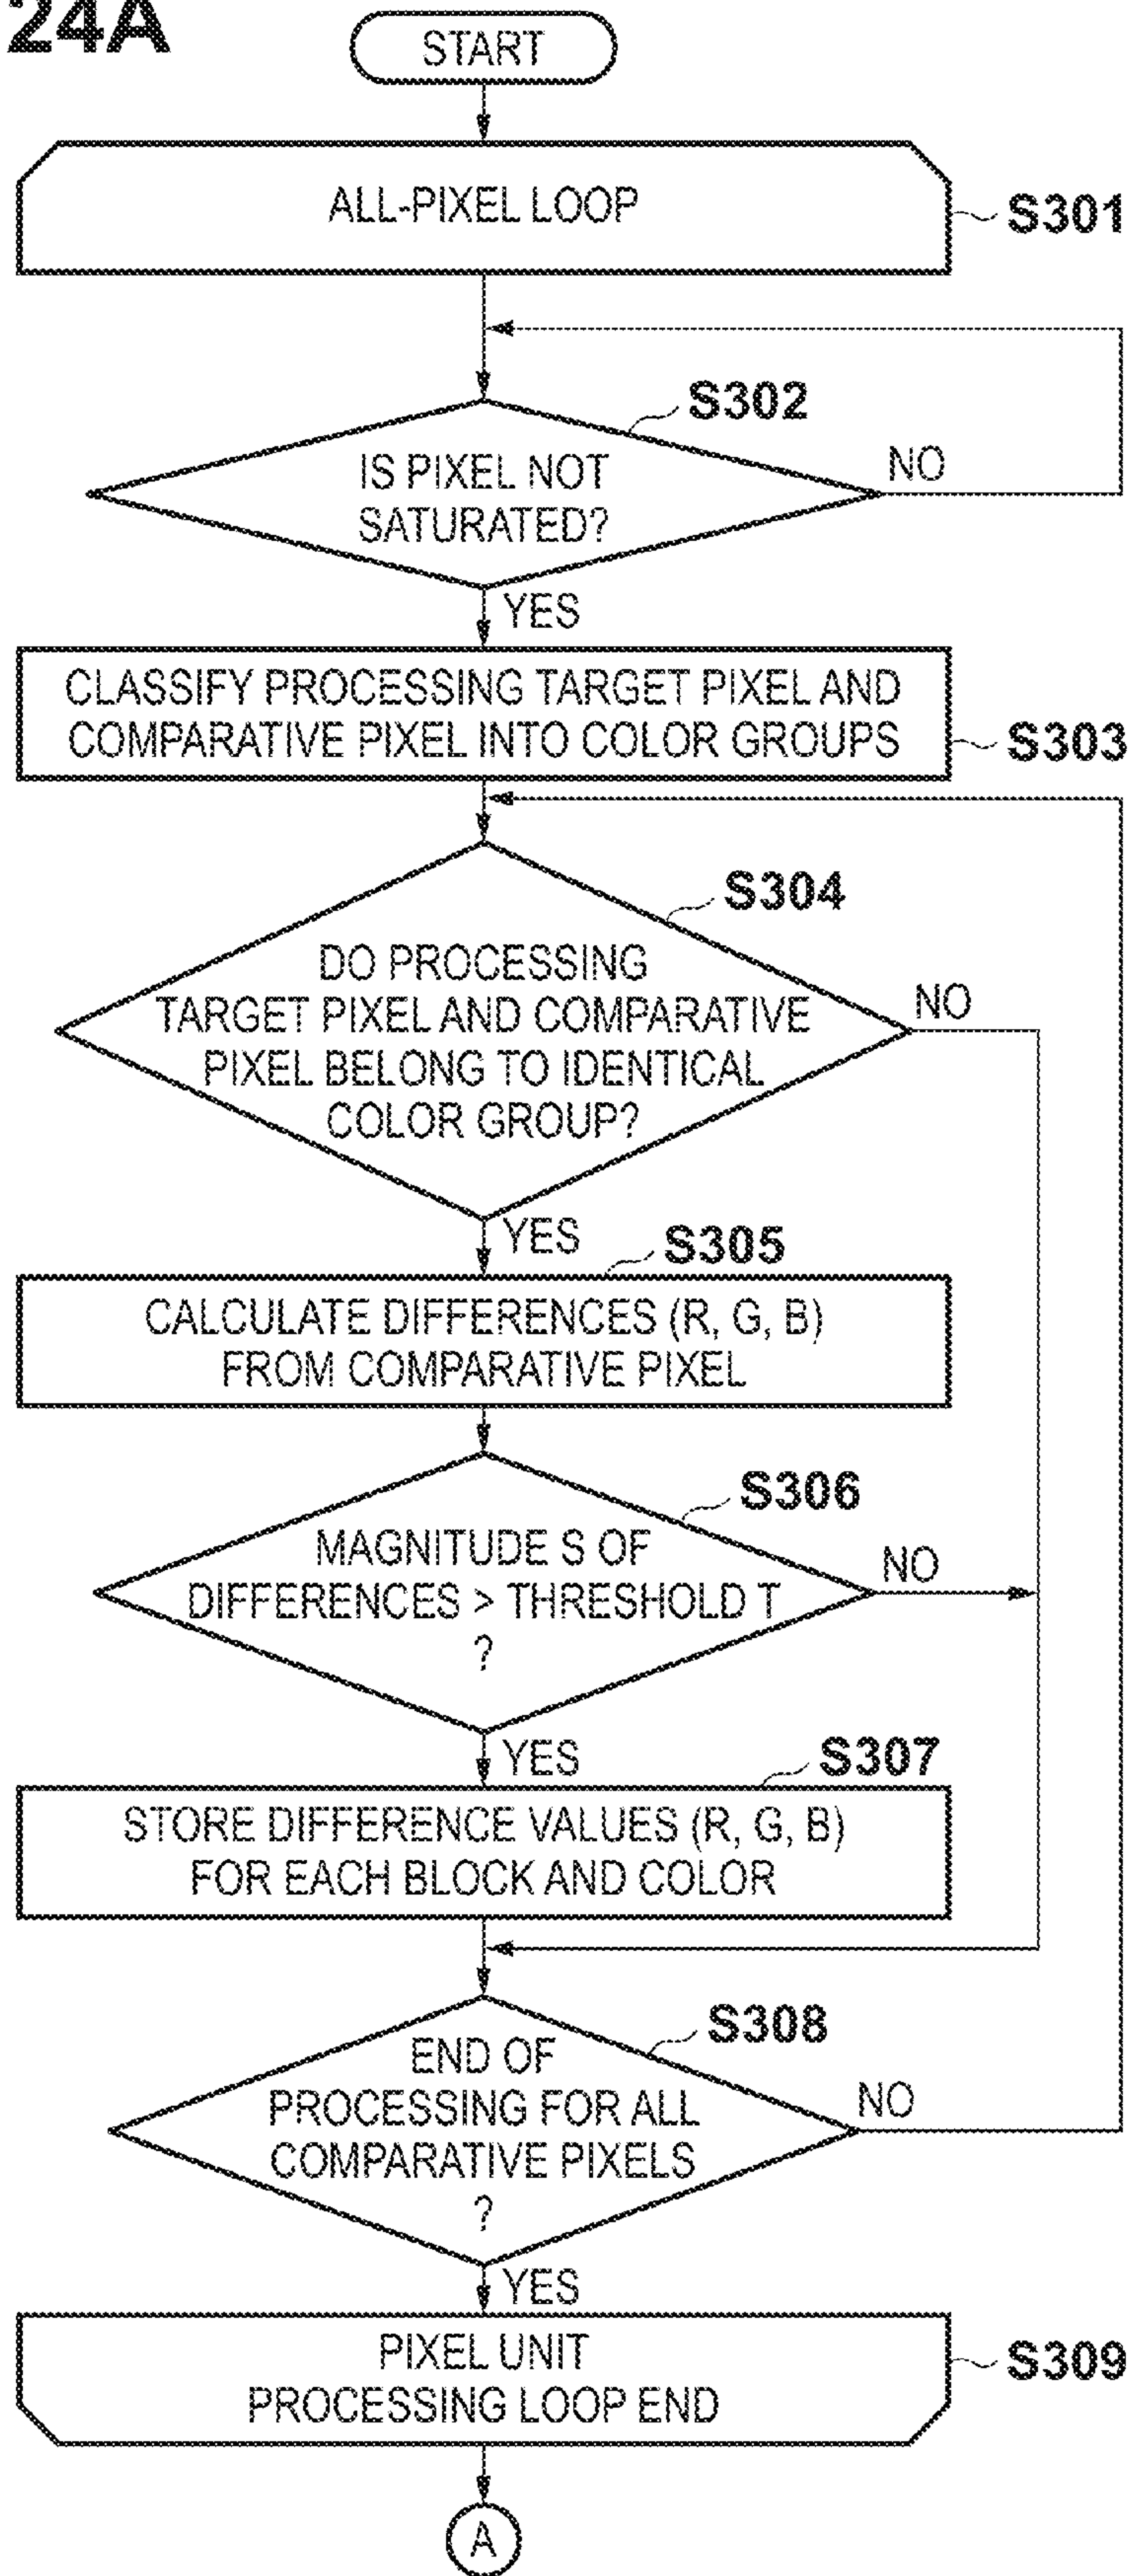 24A
START
ALL-PIXEL LOOP
S301
S302
IS PIXEL NOT
SATURATED?
NO
YES
CLASSIFY PROCESSING TARGET PIXEL AND
COMPARATIVE PIXEL INTO COLOR GROUPS
S303
S304
DO PROCESSING
TARGET PIXEL AND COMPARATIVE
PIXEL BELONG TO IDENTICAL
COLOR GROUP?
NO
YES
S305
CALCULATE DIFFERENCES (R, G, B)
FROM COMPARATIVE PIXEL
S306
MAGNITUDE S OF
DIFFERENCES > THRESHOLD T
?
NO
YES
S307
STORE DIFFERENCE VALUES (R, G, B)
FOR EACH BLOCK AND COLOR
S308
END OF
PROCESSING FOR ALL
COMPARATIVE PIXELS
?
NO
YES
PIXEL UNIT
PROCESSING LOOP END
S309
A